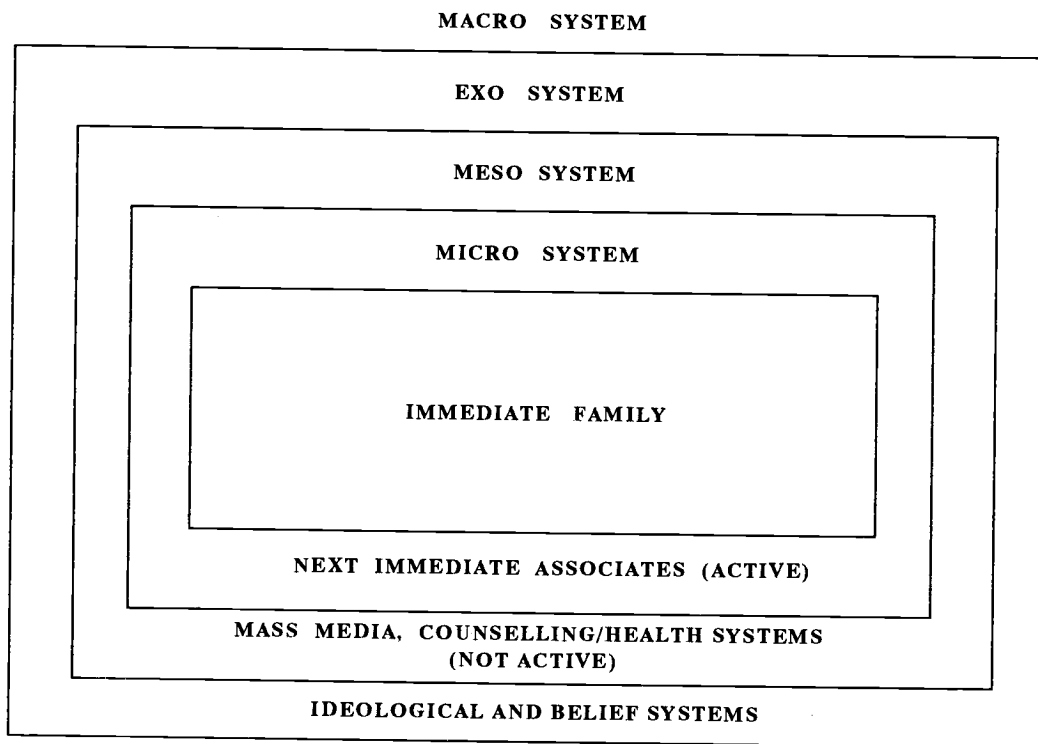 MACRO SYSTEM
EXO SYSTEM
MESO SYSTEM
MICRO SYSTEM
IMMEDIATE FAMILY
NEXT IMMEDIATE ASSOCIATES (ACTIVE)
MASS MEDIA, COUNSELLING/HEALTH SYSTEMS
(NOT ACTIVE)
IDEOLOGICAL AND BELIEF SYSTEMS